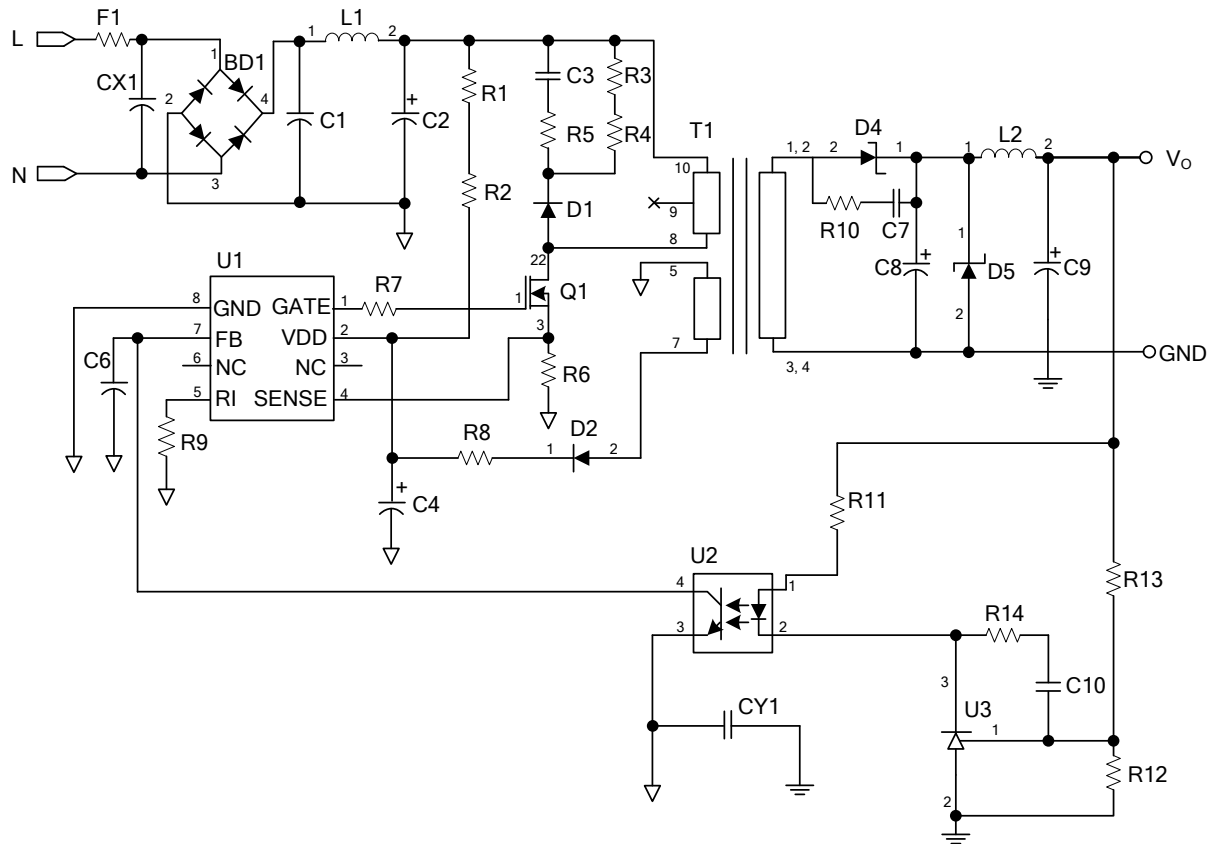 F1
L1
L
1
2
1
BD1
CX1
2
4
C1
+
C2
R1
C3
R3
R5
R4
T1
N
3
R2
D1
10
9
8
1, 2
2
D4
1
1
L2
2
VO
R10
C7
C8
+
1
D5
2
+
C9
3, 4
GND
U1
R7
22
Q1
1
3
5
7
8
GND
GATE
1
7
FB
VDD
2
6
NC
NC
3
5
RI
SENSE
4
C6
R9
R6
R8
1
D2
2
+
C4
R11
U2
4
1
3
2
R13
R14
C10
3
U3
1
2
R12
CY1